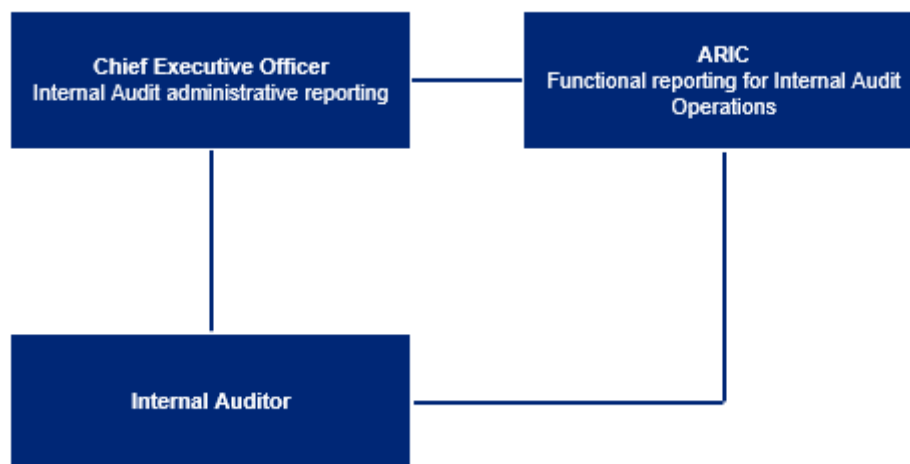 Chief Executive Officer
Internal Audit administrative reporting
ARIC
Functional reporting for Internal Audit
Operations
Internal Auditor